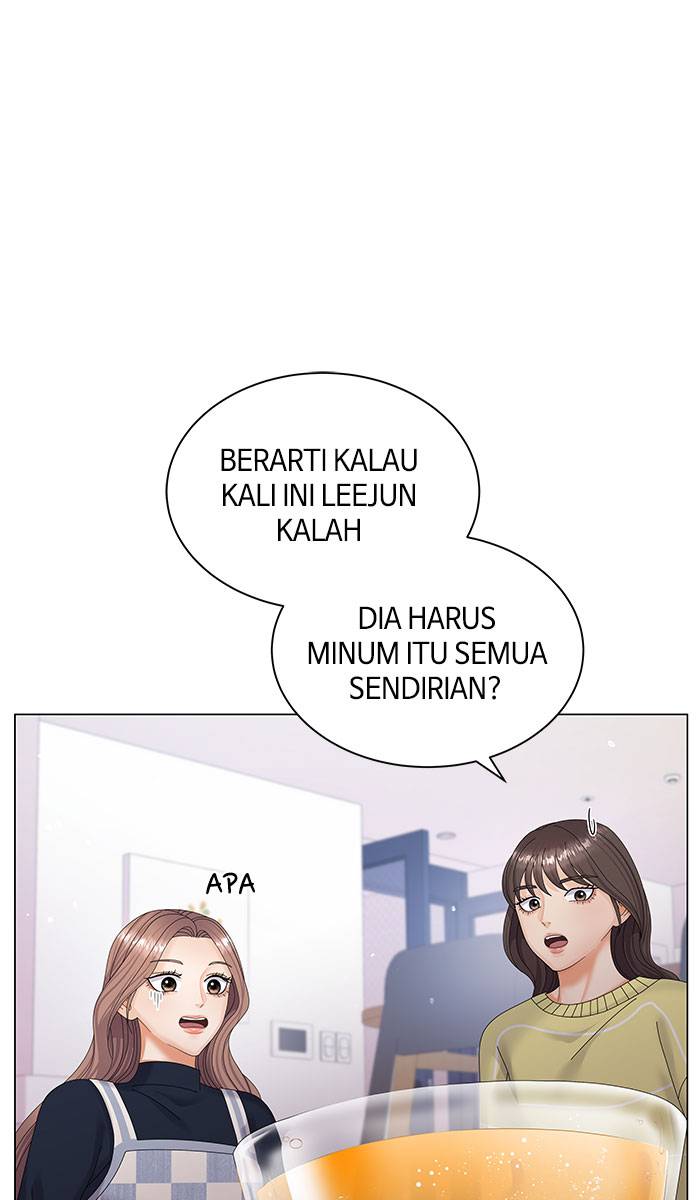 BERARTI KALAU
KALI INI LEEJUN
KALAH
DIA HARUS
MINUM ITU SEMUA
SENDIRIAN?
APA